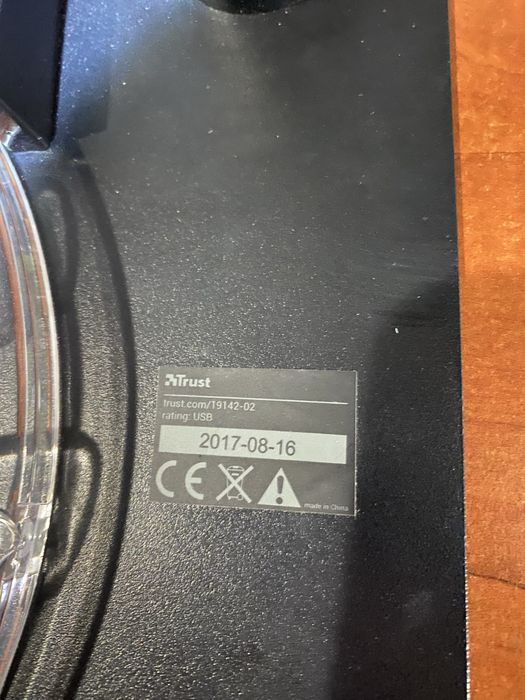 Trust
trust.com/19142-02
rating: USB
2017-08-16
CE
made in China